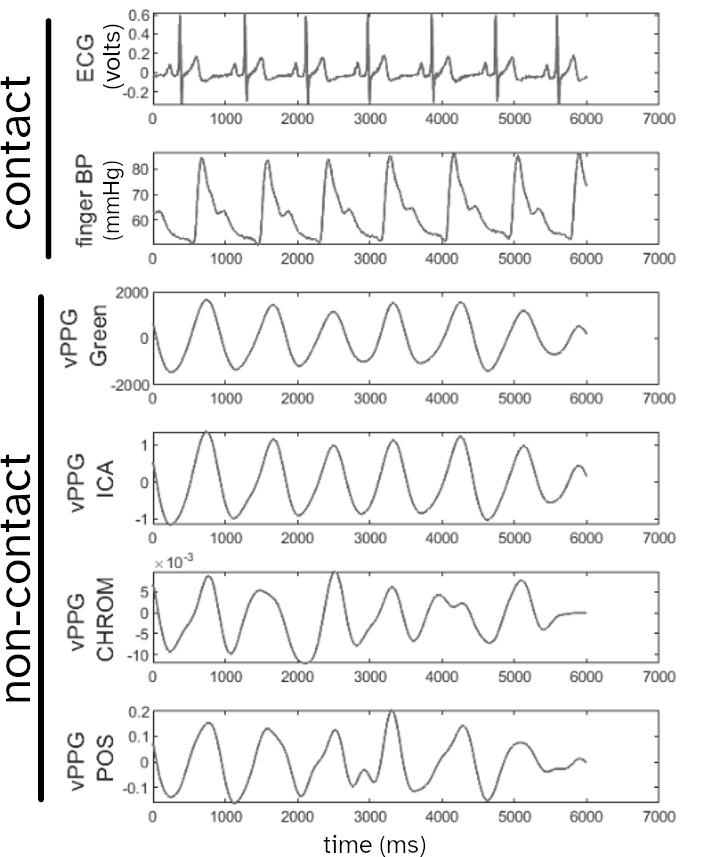 contact
ECG
(volts)
0.6
0.4
0.2
0
-0.2
0 1000 2000 3000 4000 5000 6000 7000
finger BP
(mmHg)
80
70
60
0 1000 2000 3000 4000 5000 6000 7000
non-contact
vPPG
Green
2000
0
-2000
0 1000 2000 3000 4000 5000 6000 7000
vPPG
ICA
1
0
-1
0 1000 2000 3000 4000 5000 6000 7000
vPPG
CHROM
× 10⁻³
5
0
-5
-10
0 1000 2000 3000 4000 5000 6000 7000
vPPG
POS
0.2
0.1
0
-0.1
0 1000 2000 3000 4000 5000 6000 7000
time (ms)